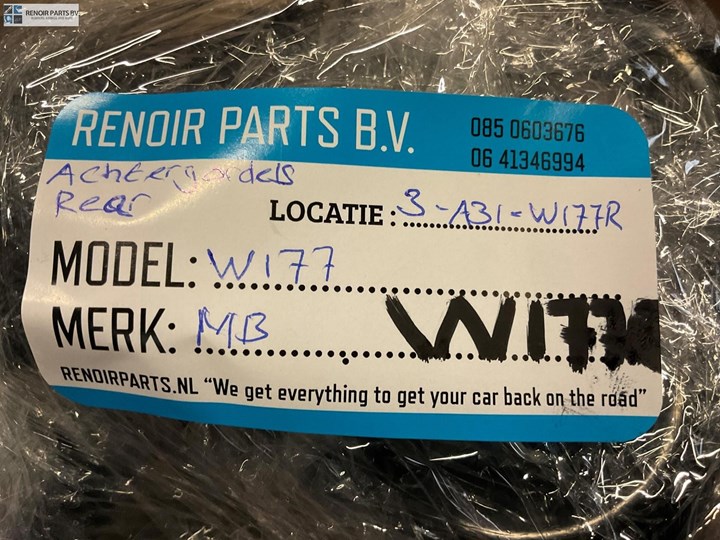 RENOIR PARTS BV
RENOIR PARTS B.V.
085 0603676
06 41346994
Achtergordels
Rear
LOCATIE: 3-A31-W177R
MODEL: W177
MERK: MB
W177
RENOIRPARTS.NL “We get everything to get your car back on the road”